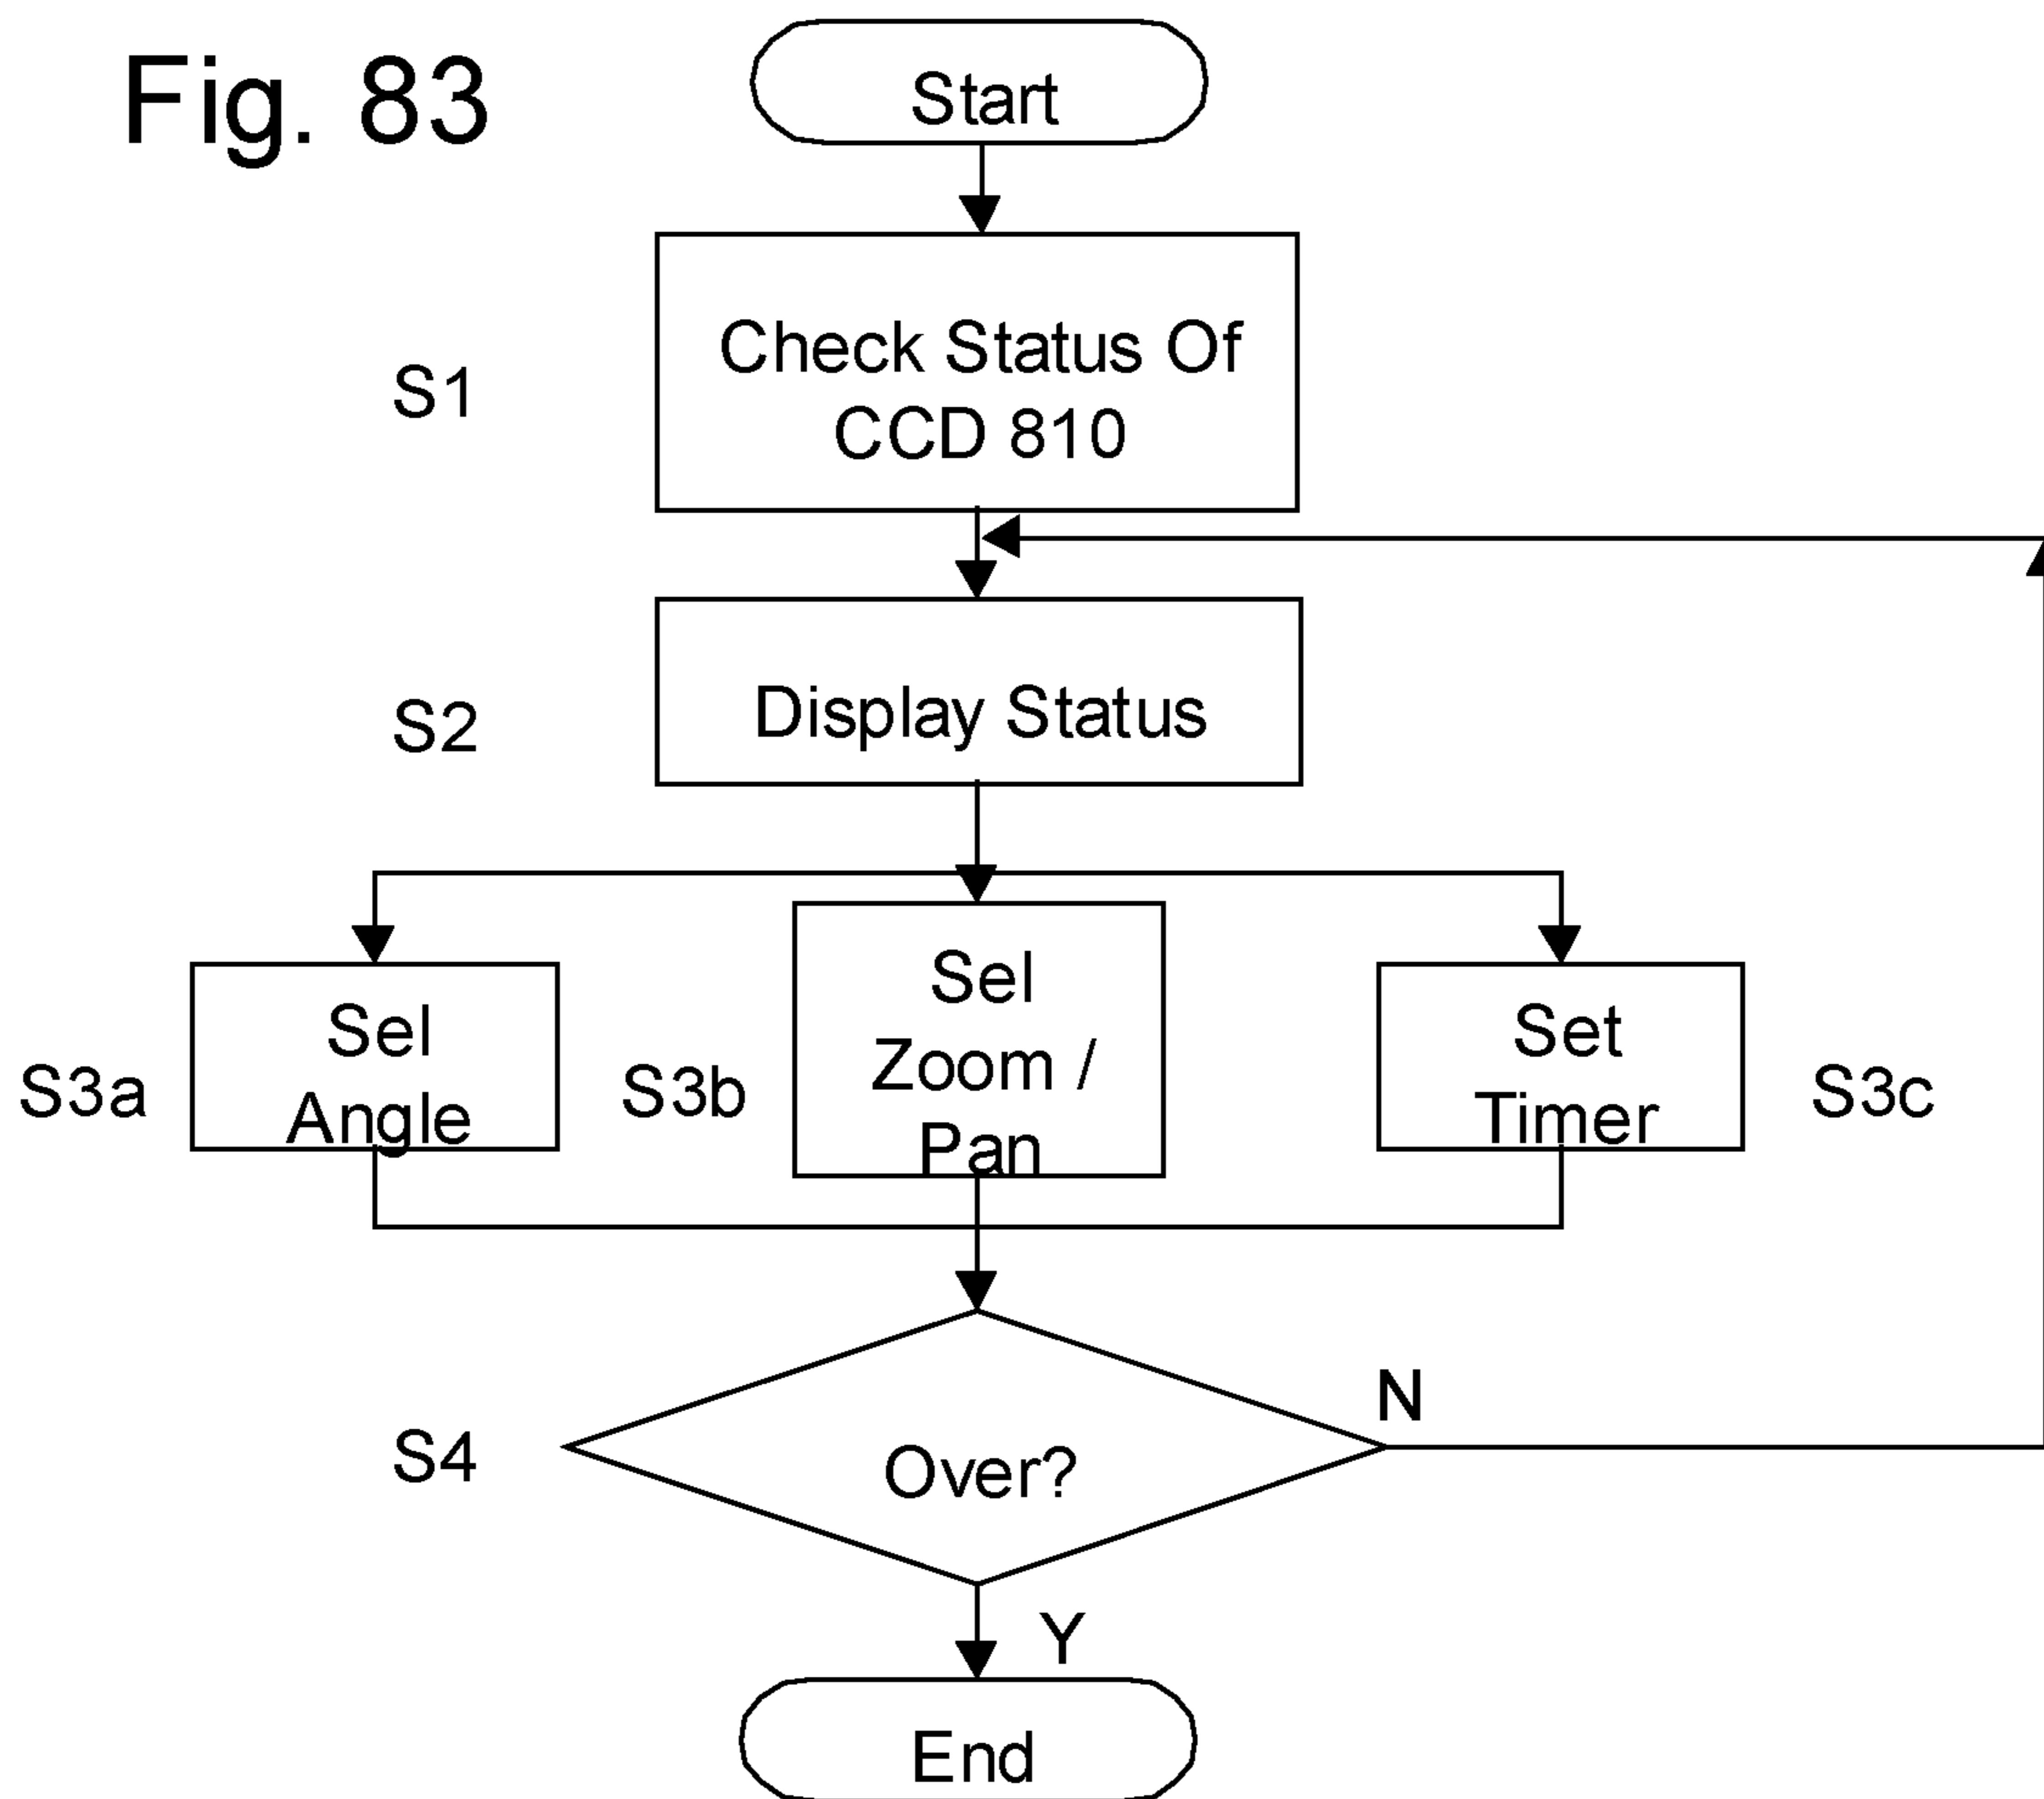 Fig. 83
Start
S1
Check Status Of
CCD 810
S2
Display Status
S3a
Sel
Angle
S3b
Sel
Zoom /
Pan
Set
Timer
S3c
S4
Over?
N
Y
End